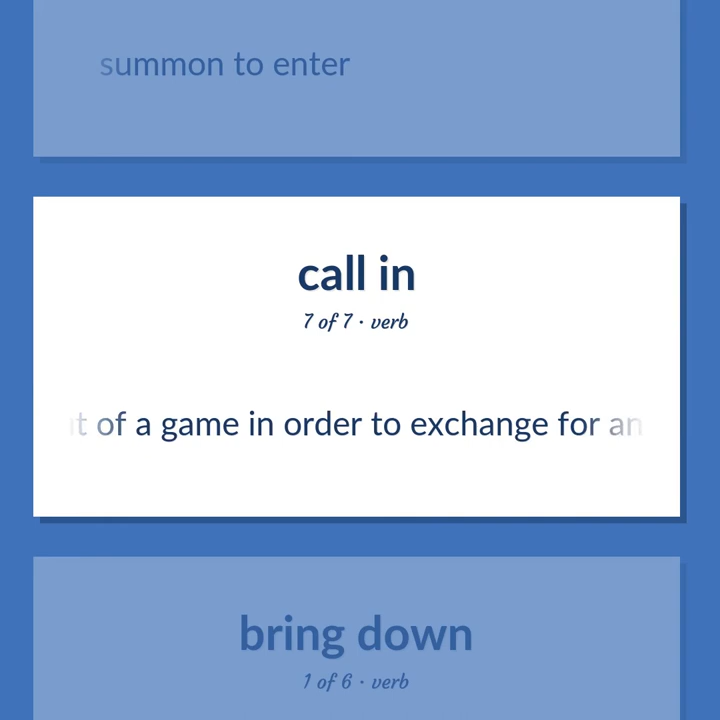 summon to enter
call in
7 of 7 · verb
of a game in order to exchange for an
bring down
1 of 6 · verb